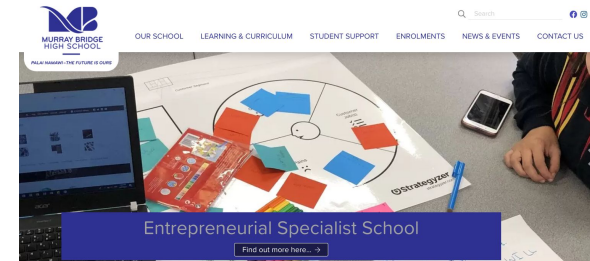 Search
MURRAY BRIDGE
HIGH SCHOOL
PALAI NAMAWI - THE FUTURE IS OURS
OUR SCHOOL
LEARNING & CURRICULUM
STUDENT SUPPORT
ENROLMENTS
NEWS & EVENTS
CONTACT US
acer
Strategyzer
Entrepreneurial Specialist School
Find out more here... →